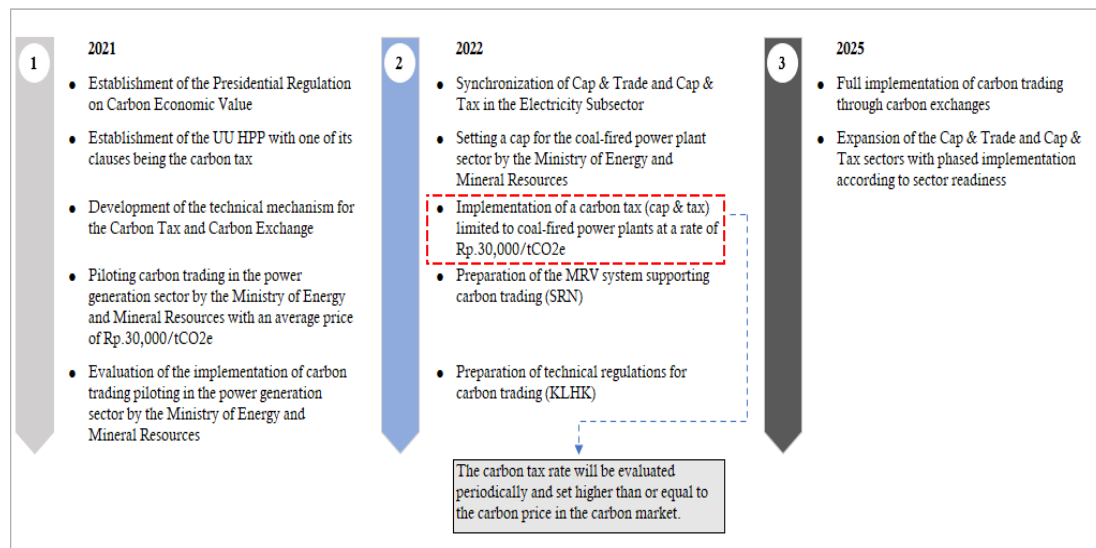 1
2021
● Establishment of the Presidential Regulation
on Carbon Economic Value
● Establishment of the UU HPP with one of its
clauses being the carbon tax
● Development of the technical mechanism for
the Carbon Tax and Carbon Exchange
● Piloting carbon trading in the power
generation sector by the Ministry of Energy
and Mineral Resources with an average price
of Rp.30,000/tCO2e
● Evaluation of the implementation of carbon
trading piloting in the power generation
sector by the Ministry of Energy and
Mineral Resources
2
2022
● Synchronization of Cap & Trade and Cap &
Tax in the Electricity Subsector
● Setting a cap for the coal-fired power plant
sector by the Ministry of Energy and
Mineral Resources
● Implementation of a carbon tax (cap & tax)
limited to coal-fired power plants at a rate of
Rp.30,000/tCO2e
● Preparation of the MRV system supporting
carbon trading (SRN)
● Preparation of technical regulations for
carbon trading (KLHK)
The carbon tax rate will be evaluated
periodically and set higher than or equal to
the carbon price in the carbon market.
3
2025
● Full implementation of carbon trading
through carbon exchanges
● Expansion of the Cap & Trade and Cap &
Tax sectors with phased implementation
according to sector readiness